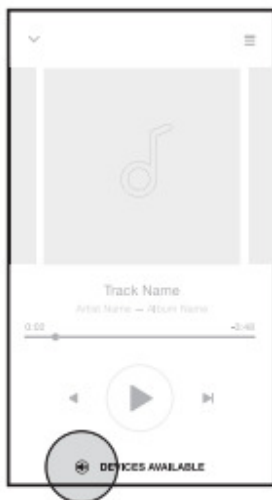 Track Name
Artist Name — Album Name
0:02
-3:48
DEVICES AVAILABLE